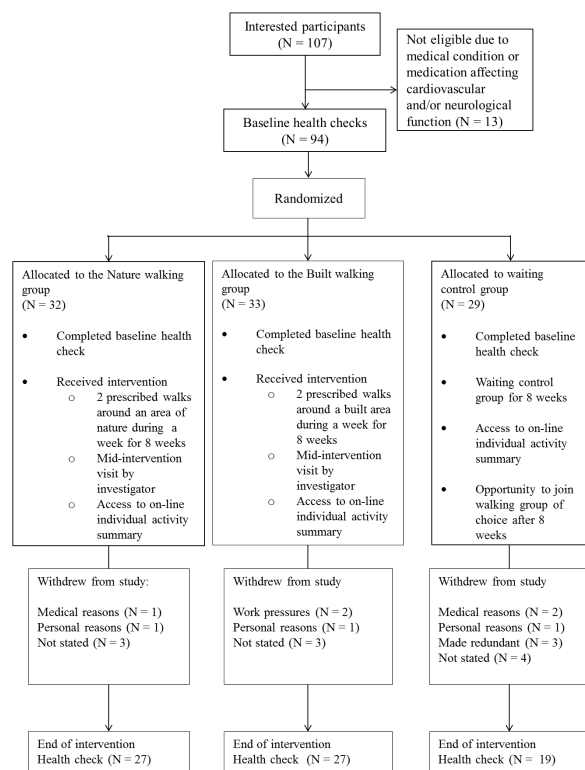 Interested participants
(N = 107)
Not eligible due to
medical condition or
medication affecting
cardiovascular
and/or neurological
function (N = 13)
Baseline health checks
(N = 94)
Randomized
Allocated to the Nature walking
group
(N = 32)
• Completed baseline health
check
• Received intervention
o 2 prescribed walks
around an area of
nature during a
week for 8 weeks
o Mid-intervention
visit by
investigator
o Access to on-line
individual activity
summary
Allocated to the Built walking
group
(N = 33)
• Completed baseline health
check
• Received intervention
o 2 prescribed walks
around a built area
during a week for
8 weeks
o Mid-intervention
visit by
investigator
o Access to on-line
individual activity
summary
Allocated to waiting
control group
(N = 29)
• Completed baseline
health check
• Waiting control
group for 8 weeks
• Access to on-line
individual activity
summary
• Opportunity to join
walking group of
choice after 8
weeks
Withdrew from study:
Medical reasons (N = 1)
Personal reasons (N = 1)
Not stated (N = 3)
Withdrew from study
Work pressures (N = 2)
Personal reasons (N = 1)
Not stated (N = 3)
Withdrew from study
Medical reasons (N = 2)
Personal reasons (N = 1)
Made redundant (N = 3)
Not stated (N = 4)
End of intervention
Health check (N = 27)
End of intervention
Health check (N = 27)
End of intervention
Health check (N = 19)